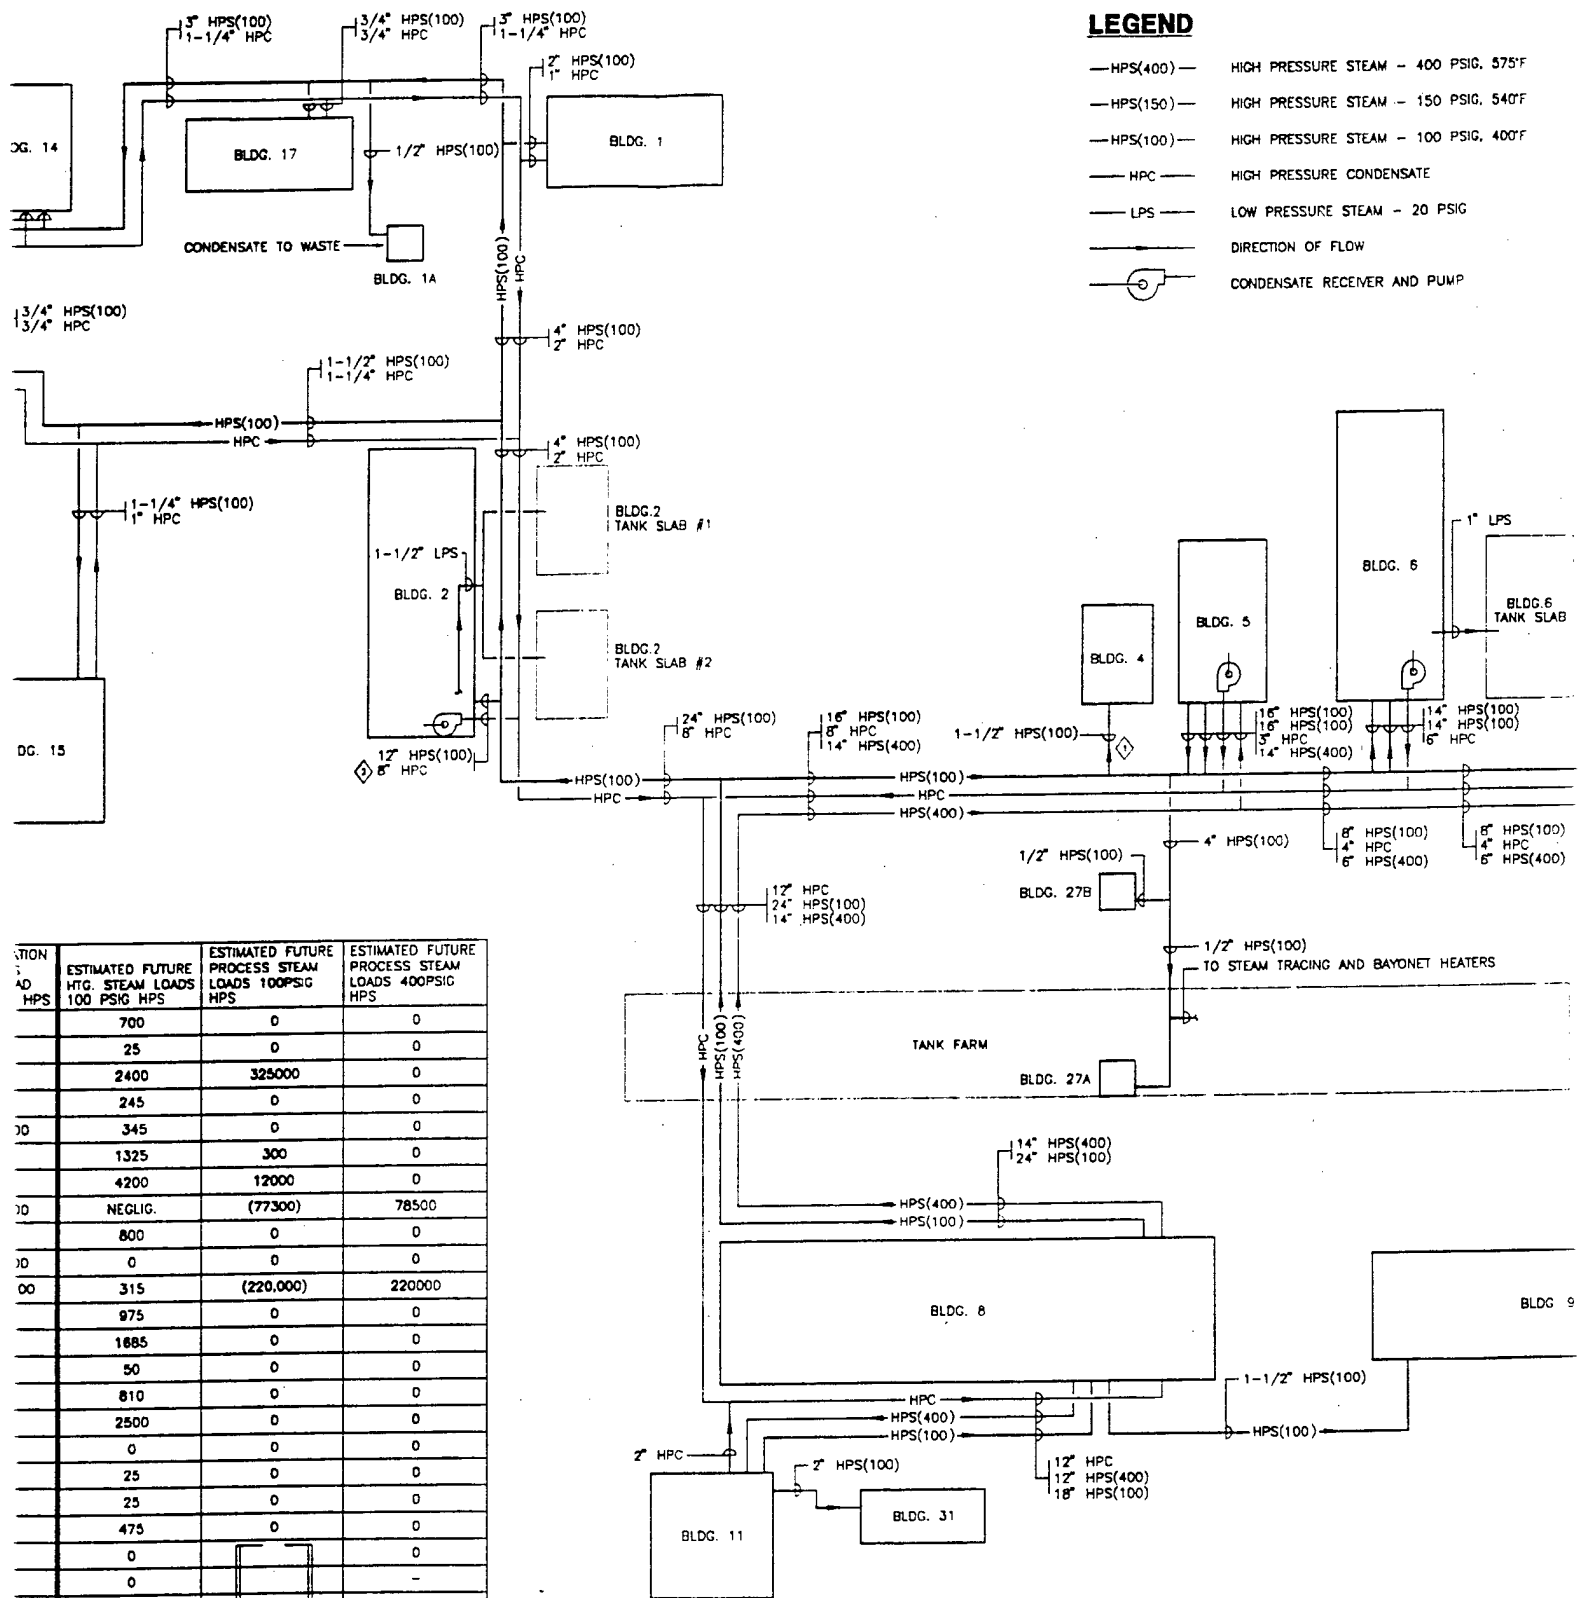 3" HPS(100)
1-1/4" HPC
3/4" HPS(100)
3/4" HPC
3" HPS(100)
1-1/4" HPC
2" HPS(100)
1" HPC
LEGEND
HPS(400) HIGH PRESSURE STEAM - 400 PSIG, 575°F
HPS(150) HIGH PRESSURE STEAM - 150 PSIG, 540°F
HPS(100) HIGH PRESSURE STEAM - 100 PSIG, 400°F
HPC HIGH PRESSURE CONDENSATE
LPS LOW PRESSURE STEAM - 20 PSIG
DIRECTION OF FLOW
CONDENSATE RECEIVER AND PUMP
DG. 14
BLDG. 17
1/2" HPS(100)
BLDG. 1
CONDENSATE TO WASTE
BLDG. 1A
HPS(100)
HPC
3/4" HPS(100)
3/4" HPC
4" HPS(100)
2" HPC
1-1/2" HPS(100)
1-1/4" HPC
HPS(100)
HPC
4" HPS(100)
2" HPC
1-1/4" HPS(100)
1" HPC
BLDG.2
TANK SLAB #1
1-1/2" LPS
BLDG. 2
BLDG.2
TANK SLAB #2
1" LPS
BLDG. 6
BLDG.6
TANK SLAB
BLDG. 5
BLDG. 4
DG. 15
12" HPS(100)
8" HPC
24" HPS(100)
8" HPC
16" HPS(100)
8" HPC
14" HPS(400)
1-1/2" HPS(100)
1
16" HPS(100)
16" HPS(100)
3" HPC
14" HPS(400)
14" HPS(100)
14" HPS(100)
6" HPC
HPS(100)
HPC
HPS(100)
HPC
HPS(400)
4" HPS(100)
8" HPS(100)
4" HPC
6" HPS(400)
8" HPS(100)
4" HPC
6" HPS(400)
1/2" HPS(100)
BLDG. 27B
12" HPC
24" HPS(100)
14" HPS(400)
1/2" HPS(100)
TO STEAM TRACING AND BAYONET HEATERS
HPC
HPS(100)
HPS(400)
TANK FARM
BLDG. 27A
14" HPS(400)
24" HPS(100)
HPS(400)
HPS(100)
BLDG. 8
BLDG 9
1-1/2" HPS(100)
HPC
HPS(400)
HPS(100)
HPS(100)
2" HPC
2" HPS(100)
12" HPC
12" HPS(400)
18" HPS(100)
BLDG. 11
BLDG. 31
ATION ESTIMATED FUTURE ESTIMATED FUTURE
S ESTIMATED FUTURE PROCESS STEAM PROCESS STEAM
AD HTG. STEAM LOADS LOADS 100PSIG LOADS 400PSIG
HPS 100 PSIG HPS HPS HPS
700 0 0
25 0 0
2400 325000 0
245 0 0
00 345 0 0
1325 300 0
4200 12000 0
00 NEGLIG. (77300) 78500
800 0 0
00 0 0 0
00 315 (220,000) 220000
975 0 0
1685 0 0
50 0 0
810 0 0
2500 0 0
0 0 0
25 0 0
25 0 0
475 0 0
0 0
0 -